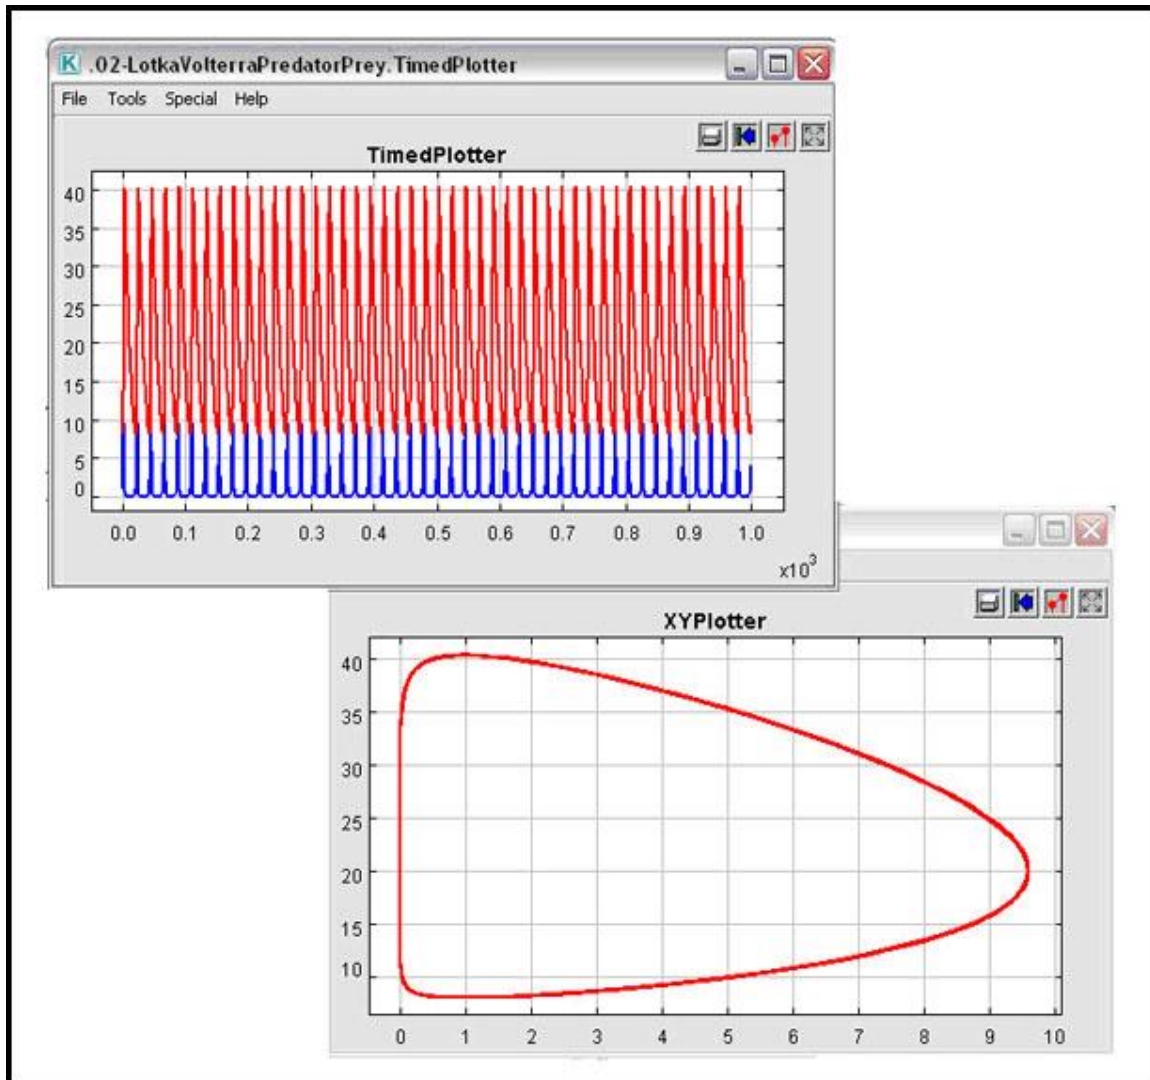 .02-LotkaVolterraPredatorPrey.TimedPlotter
File Tools Special Help
TimedPlotter
40
35
30
25
20
15
10
5
0
0.0 0.1 0.2 0.3 0.4 0.5 0.6 0.7 0.8 0.9 1.0
x10³
XYPlotter
40
35
30
25
20
15
10
0 1 2 3 4 5 6 7 8 9 10